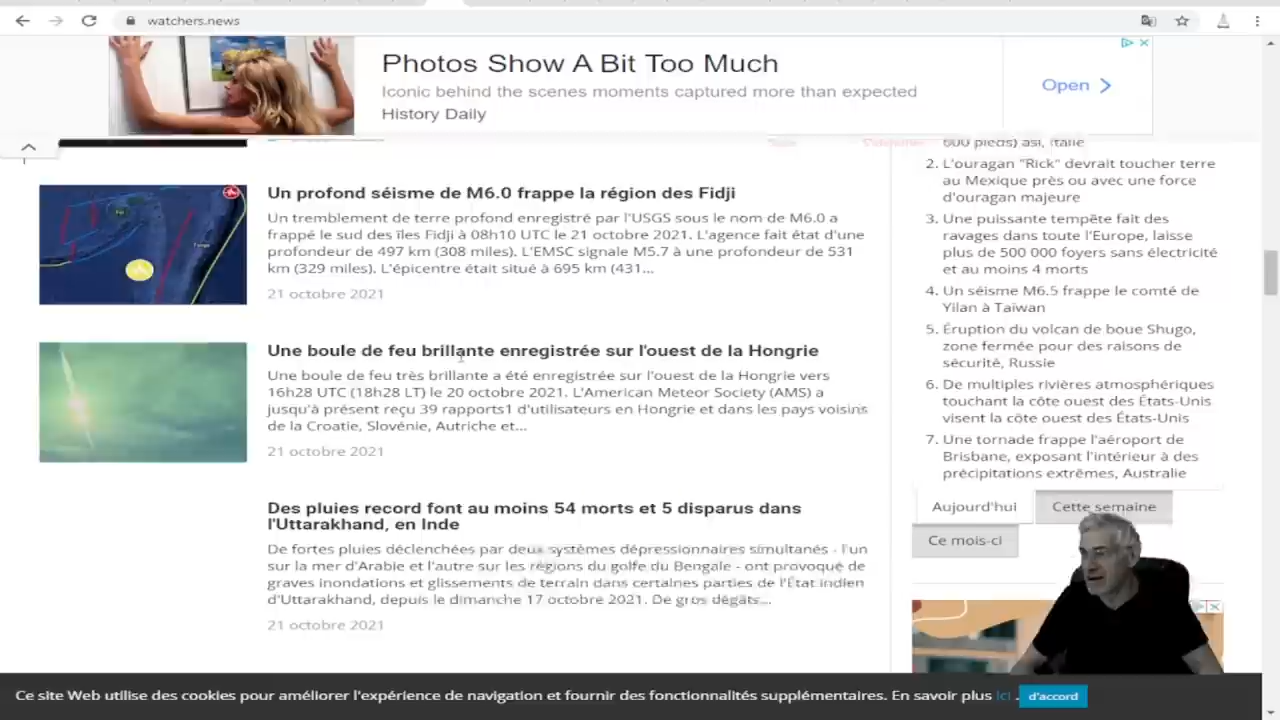 watchers.news
Photos Show A Bit Too Much
Iconic behind the scenes moments captured more than expected
History Daily
Open
Un profond séisme de M6.0 frappe la région des Fidji
Un tremblement de terre profond enregistré par l'USGS sous le nom de M6.0 a
frappé le sud des îles Fidji à 08h10 UTC le 21 octobre 2021. L'agence fait état d'une
profondeur de 497 km (308 miles). L'EMSC signale M5.7 à une profondeur de 531
km (329 miles). L'épicentre était situé à 695 km (431...
21 octobre 2021
Une boule de feu brillante enregistrée sur l'ouest de la Hongrie
Une boule de feu très brillante a été enregistrée sur l'ouest de la Hongrie vers
16h28 UTC (18h28 LT) le 20 octobre 2021. L'American Meteor Society (AMS) a
jusqu'à présent reçu 39 rapports1 d'utilisateurs en Hongrie et dans les pays voisins
de la Croatie, Slovénie, Autriche et...
21 octobre 2021
Des pluies record font au moins 54 morts et 5 disparus dans
l'Uttarakhand, en Inde
De fortes pluies déclenchées par deux systèmes dépressionnaires simultanés - l'un
sur la mer d'Arabie et l'autre sur les régions du golfe du Bengale - ont provoqué de
graves inondations et glissements de terrain dans certaines parties de l'État indien
d'Uttarakhand, depuis le dimanche 17 octobre 2021. De gros dégâts...
21 octobre 2021
600 pieds) asl, Italie
2. L'ouragan "Rick" devrait toucher terre
au Mexique près ou avec une force
d'ouragan majeure
3. Une puissante tempête fait des
ravages dans toute l'Europe, laisse
plus de 500 000 foyers sans électricité
et au moins 4 morts
4. Un séisme M6.5 frappe le comté de
Yilan à Taïwan
5. Éruption du volcan de boue Shugo,
zone fermée pour des raisons de
sécurité, Russie
6. De multiples rivières atmosphériques
touchant la côte ouest des États-Unis
visent la côte ouest des États-Unis
7. Une tornade frappe l'aéroport de
Brisbane, exposant l'intérieur à des
précipitations extrêmes, Australie
Aujourd'hui
Cette semaine
Ce mois-ci
Ce site Web utilise des cookies pour améliorer l'expérience de navigation et fournir des fonctionnalités supplémentaires. En savoir plus ici . d'accord